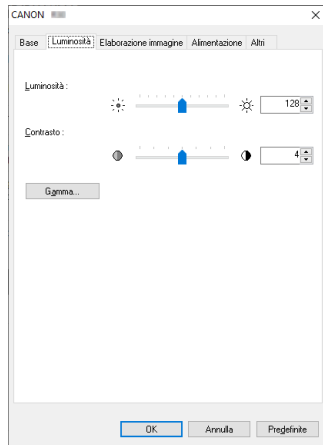 CANON
Base Luminosità Elaborazione immagine Alimentazione Altri
Luminosità :
128
Contrasto :
4
Gamma...
OK Annulla Predefinite